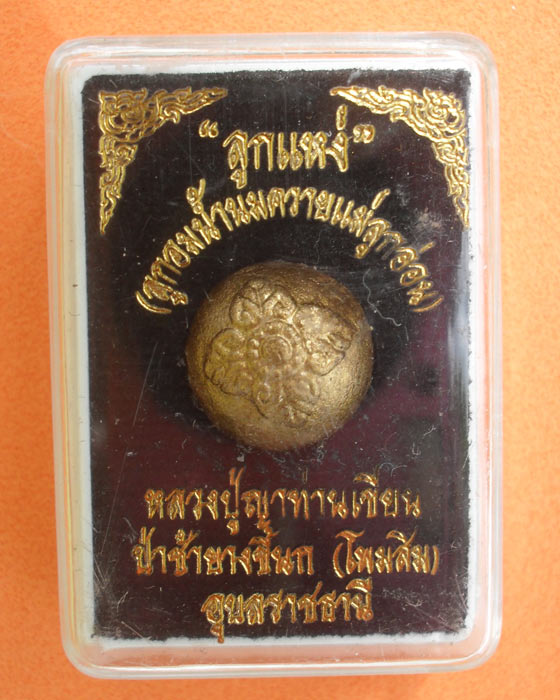 “ลูกแหง่”
(ลูกอมน้ำนมควายแม่ลูกอ่อน)
หลวงปู่ญาท่านเขียน
ป่าช้ายางขี้นก (โพนสิม)
อุบลราชธานี